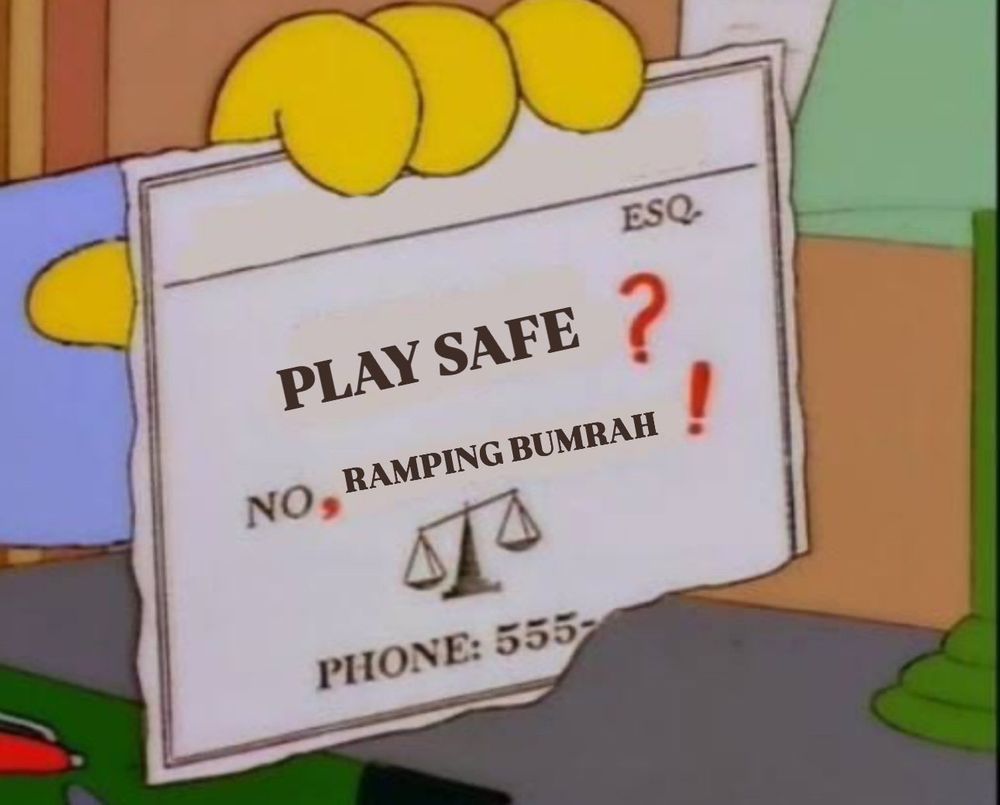 ESQ.
PLAY SAFE ?
NO, RAMPING BUMRAH !
PHONE: 555-